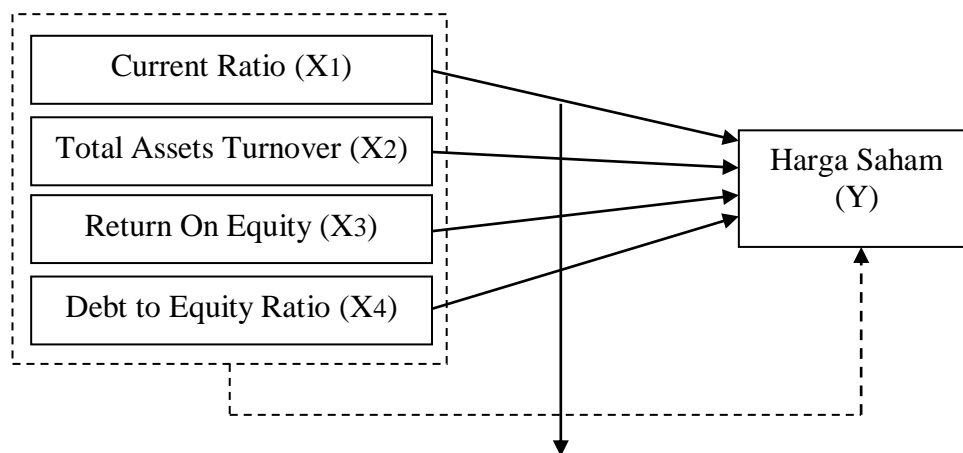 Current Ratio (X1)
Total Assets Turnover (X2)
Return On Equity (X3)
Debt to Equity Ratio (X4)
Harga Saham
(Y)